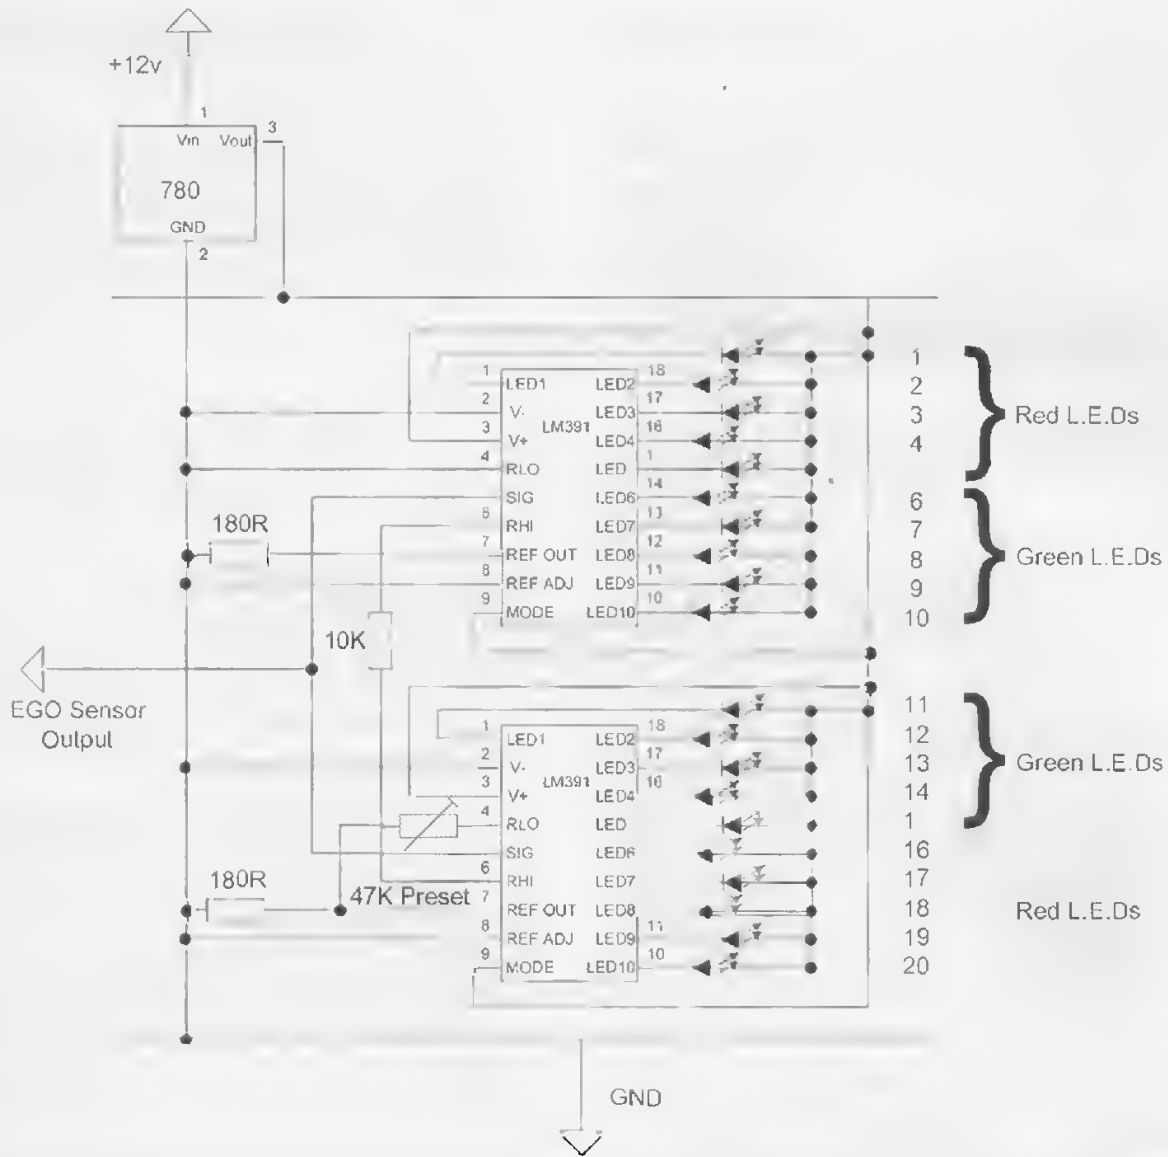 +12v
1
Vin Vout 3
780
GND
2
1 LED1 LED2 18
2 V- LED3 17
LM391
3 V+ LED4 16
4 RLO LED 1
SIG LED6 14
6 RHI LED7 13
7 REF OUT LED8 12
8 REF ADJ LED9 11
9 MODE LED10 10
180R
10K
EGO Sensor
Output
1
2
3
4
Red L.E.Ds
6
7
8
9
10
Green L.E.Ds
1 LED1 LED2 18
2 V- LED3 17
LM391
3 V+ LED4 16
4 RLO LED
SIG LED6
6 RHI LED7
7 REF OUT LED8
8 REF ADJ LED9 11
9 MODE LED10 10
47K Preset
180R
11
12
13
14
1
Green L.E.Ds
16
17
18
19
20
Red L.E.Ds
GND